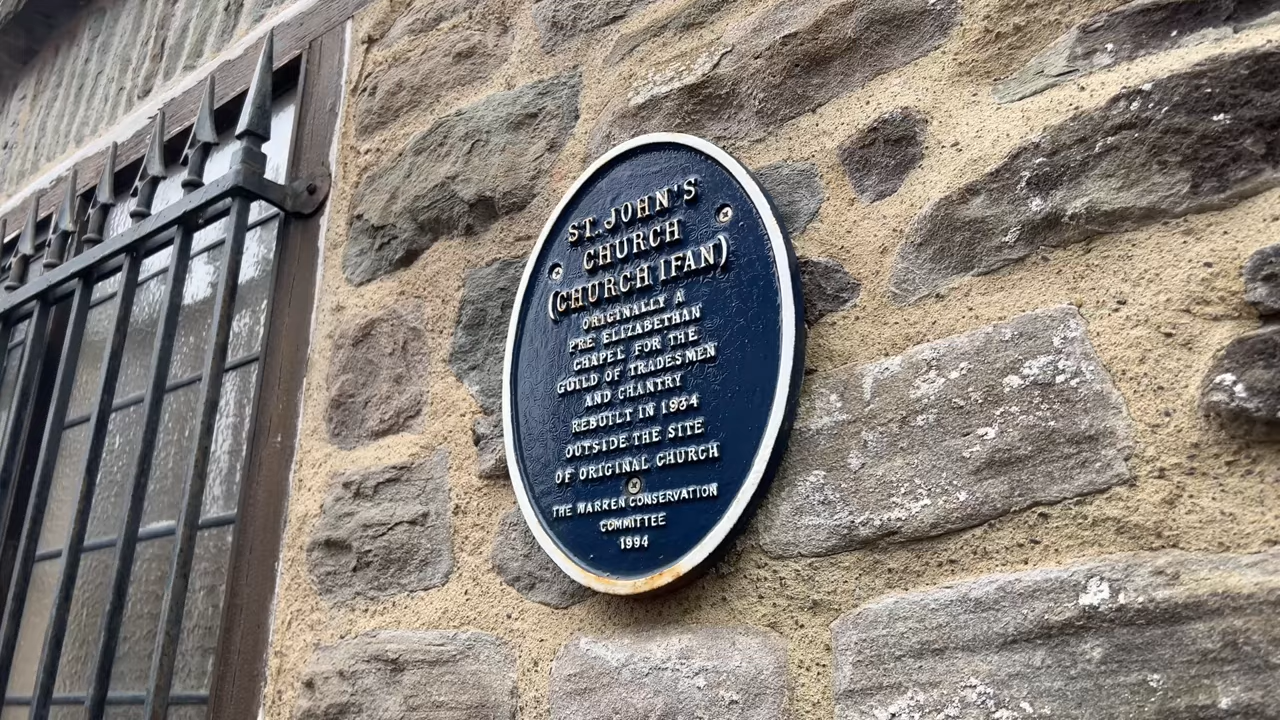 ST. JOHN'S
CHURCH
(CHURCH IFAN)
ORIGINALLY A
PRE ELIZABETHAN
CHAPEL FOR THE
GUILD OF TRADESMEN
AND CHANTRY
REBUILT IN 1934
OUTSIDE THE SITE
OF ORIGINAL CHURCH
THE WARREN CONSERVATION
COMMITTEE
1994